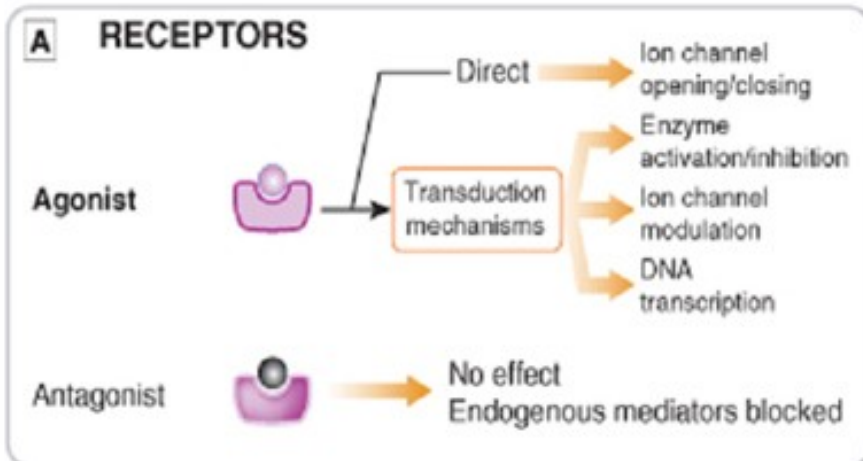 A RECEPTORS
Direct
Ion channel
opening/closing
Agonist
Transduction
mechanisms
Enzyme
activation/inhibition
Ion channel
modulation
DNA
transcription
Antagonist
No effect
Endogenous mediators blocked